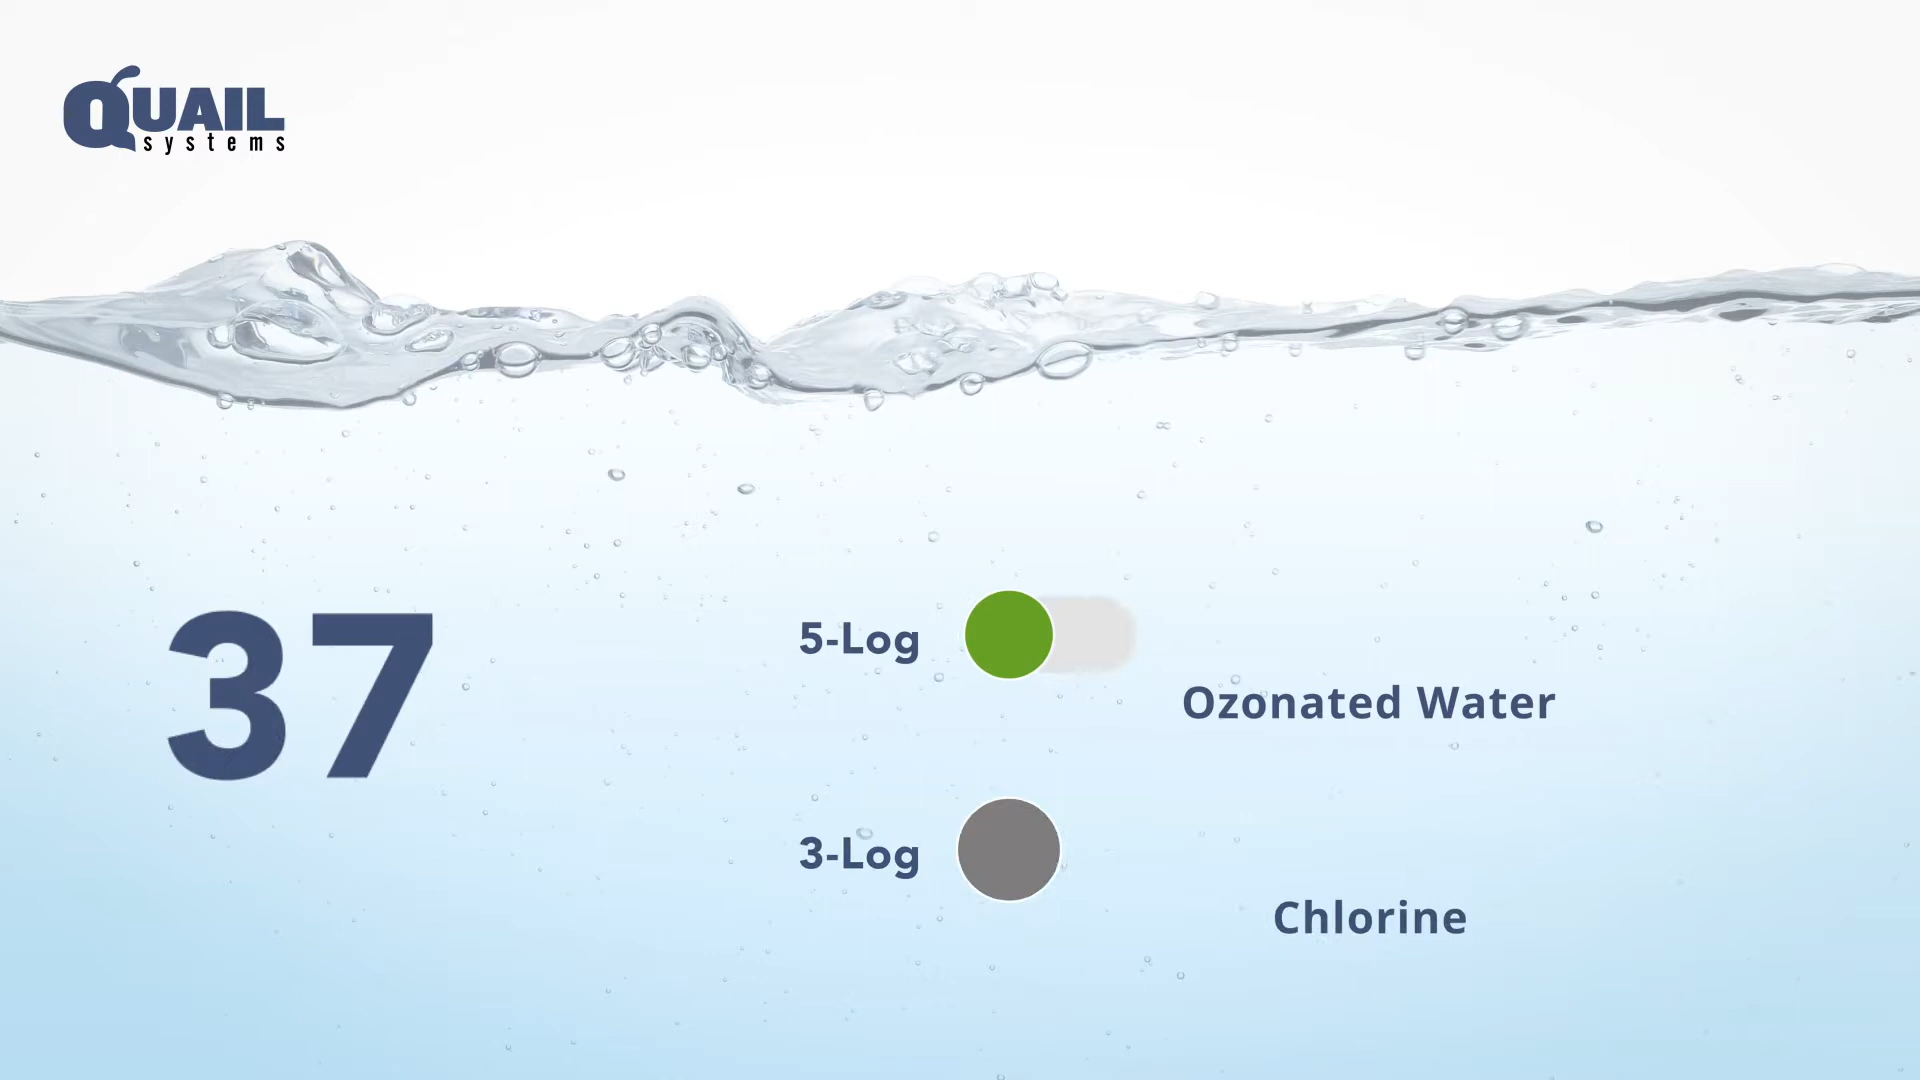 QUAIL
systems
37
5-Log
Ozonated Water
3-Log
Chlorine